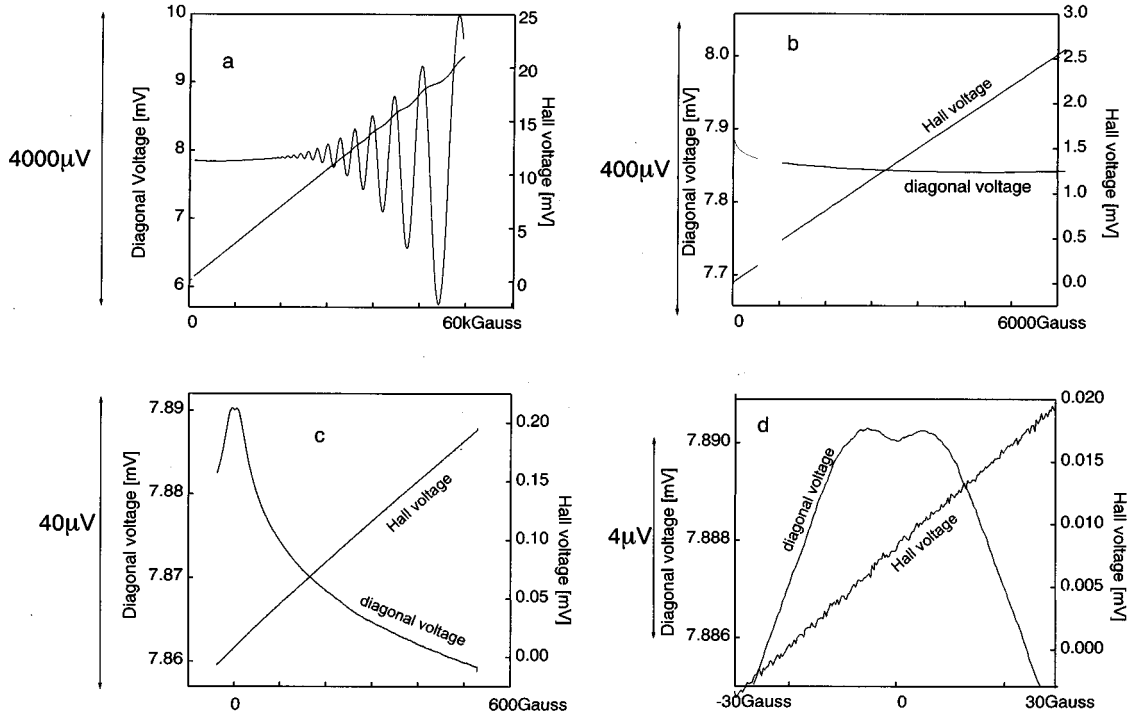 a
10
9
8
7
6
Diagonal Voltage [mV]
4000μV
25
20
15
10
5
0
Hall voltage [mV]
0
60kGauss
b
8.0
7.9
7.8
7.7
Diagonal voltage [mV]
400μV
3.0
2.5
2.0
1.5
1.0
0.5
0.0
Hall voltage [mV]
Hall voltage
diagonal voltage
0
6000Gauss
c
7.89
7.88
7.87
7.86
Diagonal voltage [mV]
40μV
0.20
0.15
0.10
0.05
0.00
Hall voltage [mV]
Hall voltage
diagonal voltage
0
600Gauss
d
7.890
7.888
7.886
Diagonal voltage [mV]
4μV
0.020
0.015
0.010
0.005
0.000
Hall voltage [mV]
diagonal voltage
Hall voltage
-30Gauss
0
30Gauss